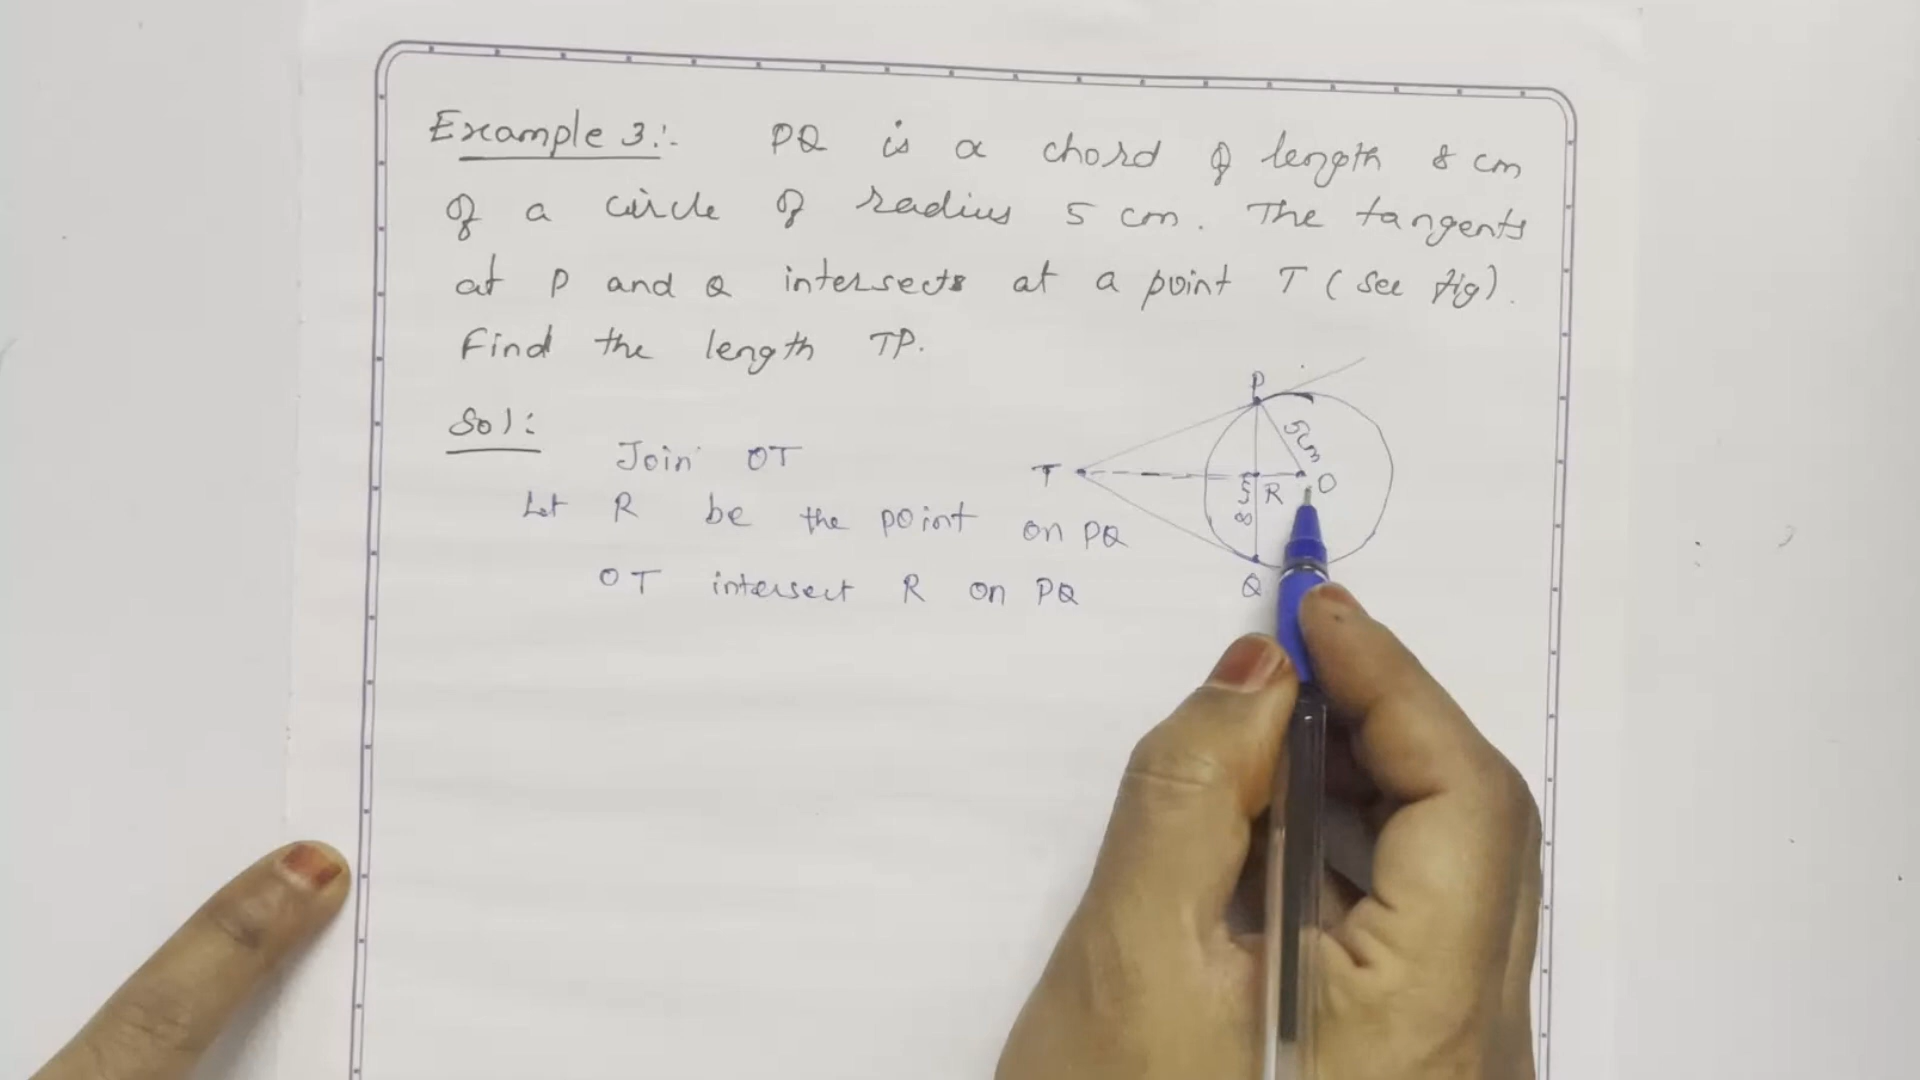 Example 3:- PQ is a chord of length 8 cm
of a circle of radius 5 cm. The tangents
at P and Q intersects at a point T (see fig).
Find the length TP.
Sol:
Join OT
Let R be the point on PQ
OT intersect R on PQ
P
5cm
T
R
O
8
Q